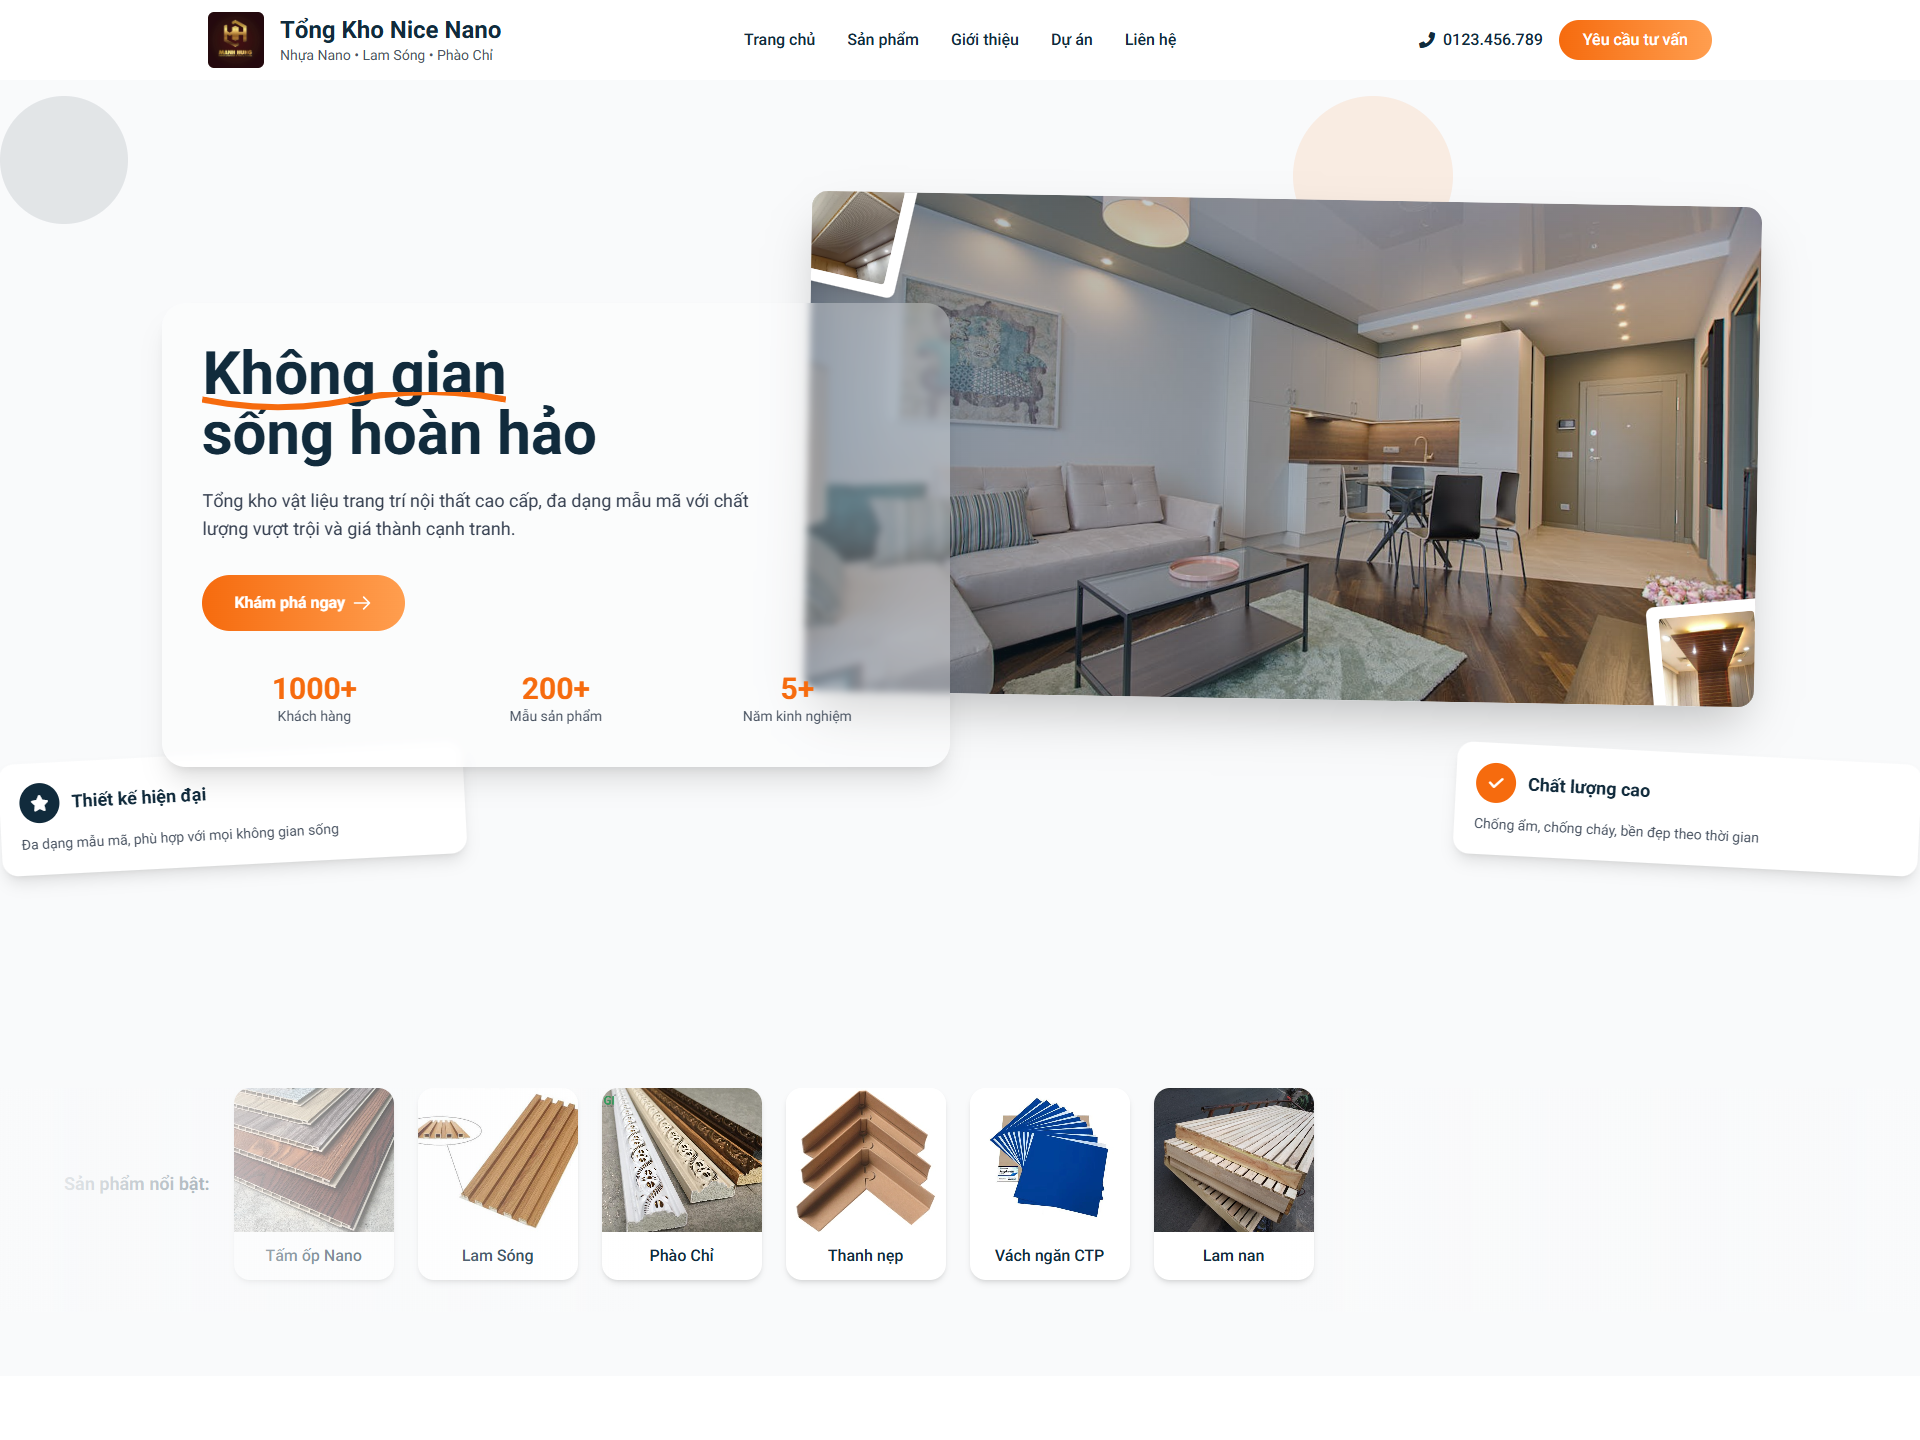 Tổng Kho Nice Nano
Nhựa Nano • Lam Sóng • Phào Chỉ
Trang chủ
Sản phẩm
Giới thiệu
Dự án
Liên hệ
0123.456.789
Yêu cầu tư vấn
Không gian
sống hoàn hảo
Tổng kho vật liệu trang trí nội thất cao cấp, đa dạng mẫu mã với chất
lượng vượt trội và giá thành cạnh tranh.
Khám phá ngay
1000+
Khách hàng
200+
Mẫu sản phẩm
5+
Năm kinh nghiệm
Thiết kế hiện đại
Đa dạng mẫu mã, phù hợp với mọi không gian sống
Chất lượng cao
Chống ẩm, chống cháy, bền đẹp theo thời gian
Sản phẩm nổi bật:
Tấm ốp Nano
Lam Sóng
Phào Chỉ
Thanh nẹp
Vách ngăn CTP
Lam nan